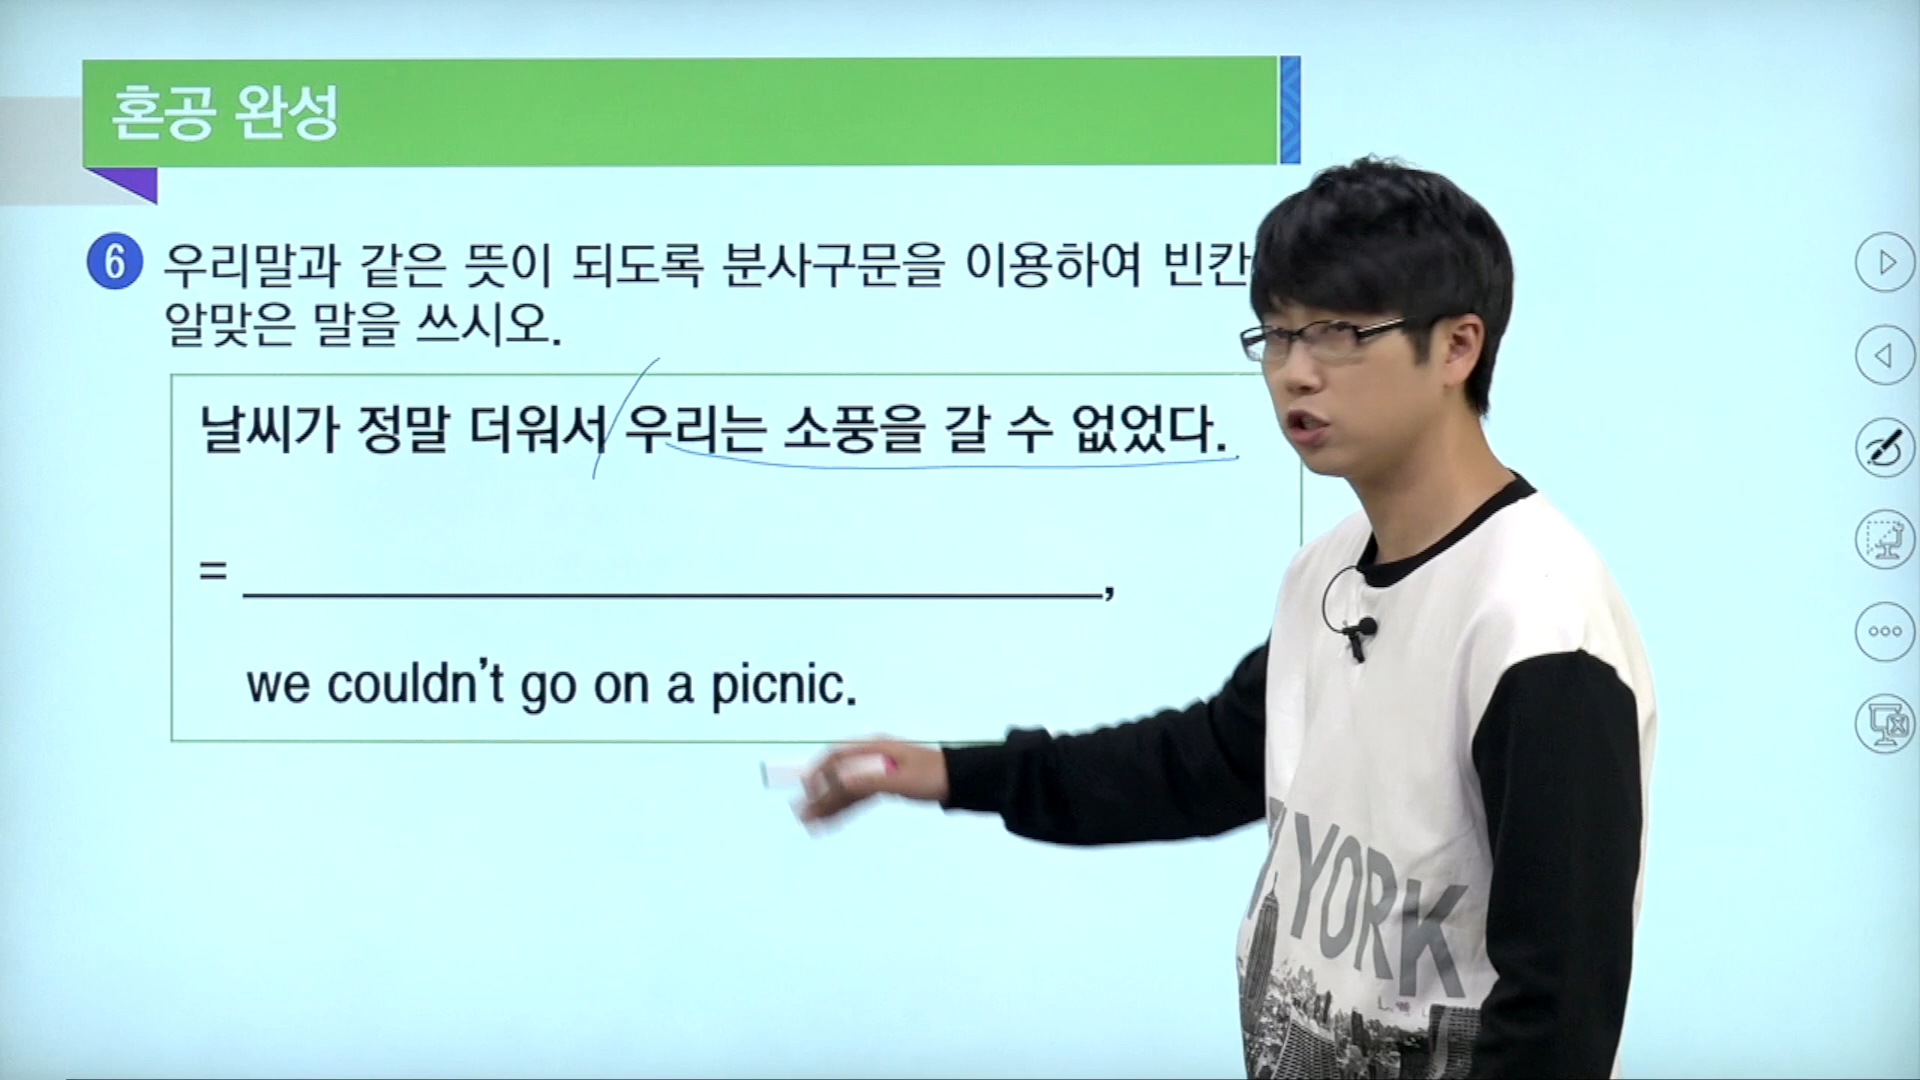 혼공 완성
6 우리말과 같은 뜻이 되도록 분사구문을 이용하여 빈칸
알맞은 말을 쓰시오.
날씨가 정말 더워서 우리는 소풍을 갈 수 없었다.
= ,
we couldn't go on a picnic.
YORK